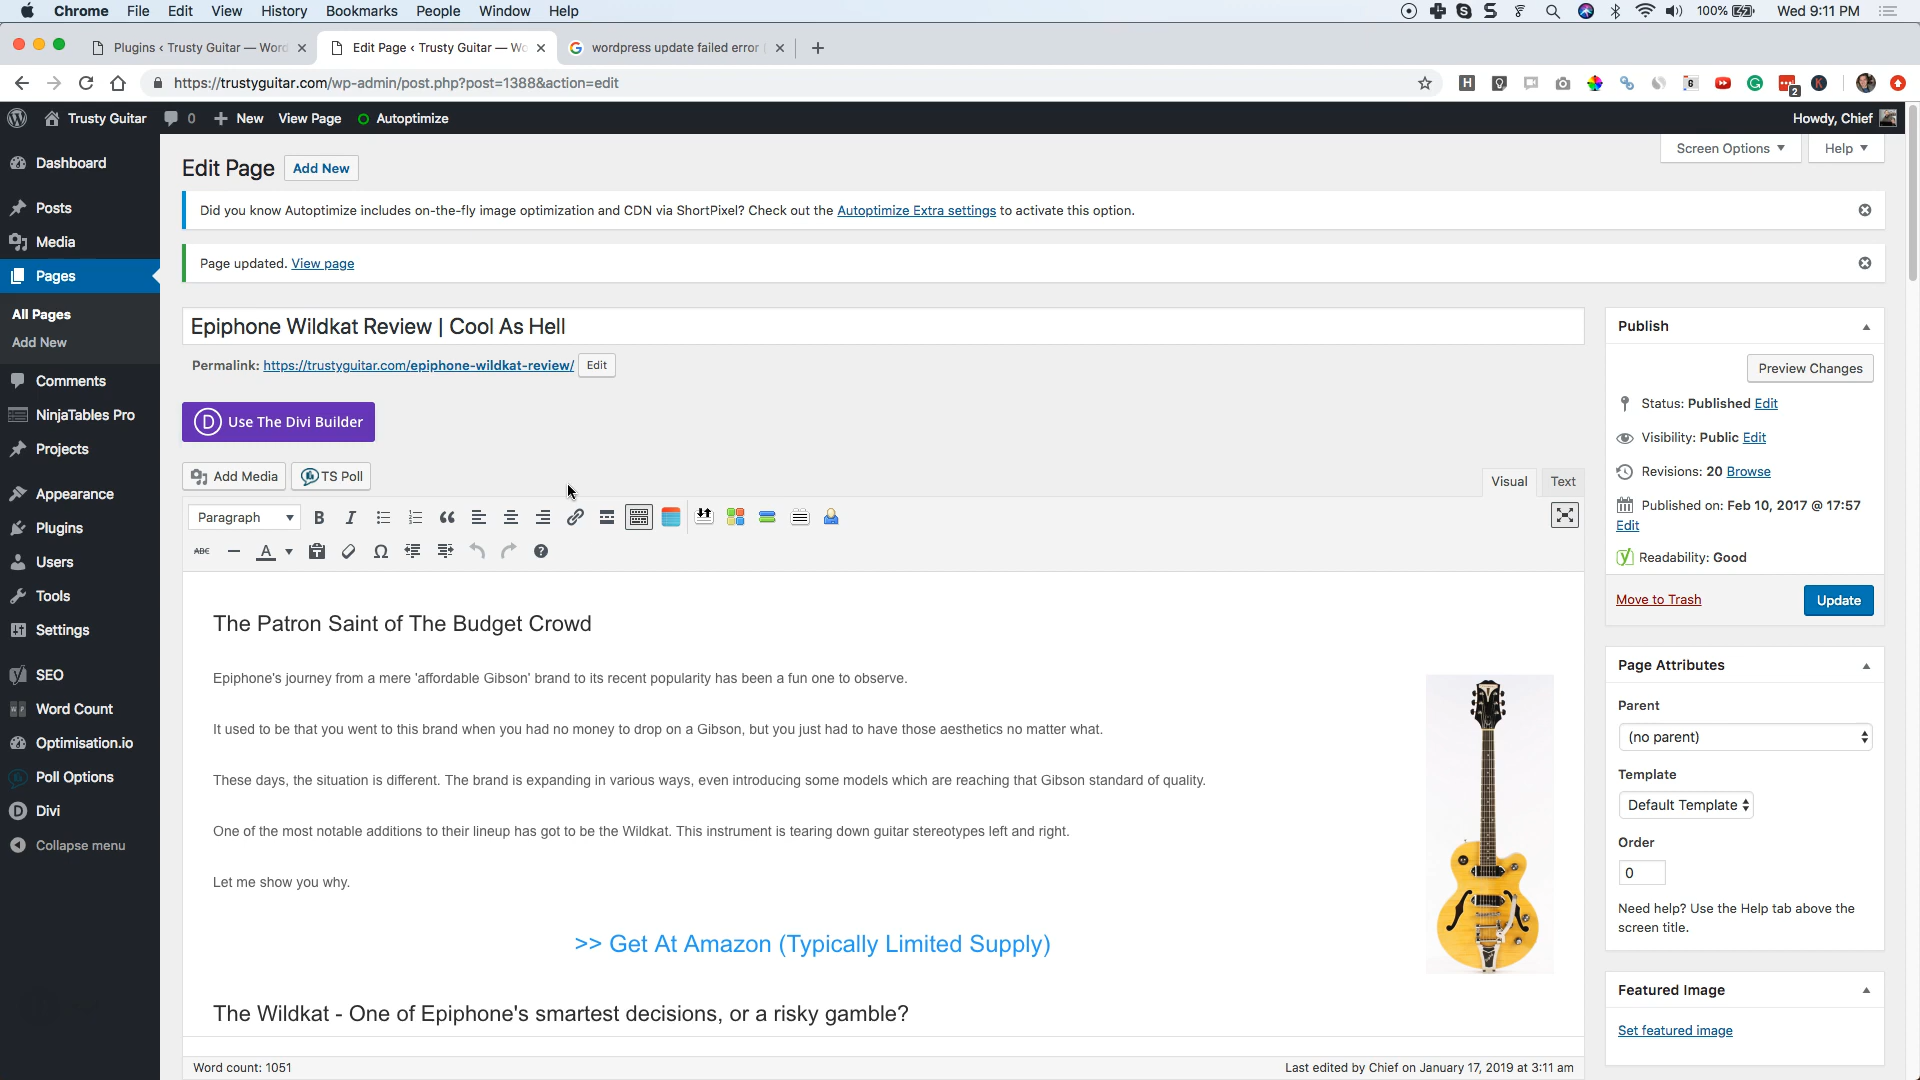 Chrome File Edit View History Bookmarks People Window Help 100% Wed 9:11 PM
Plugins ‹ Trusty Guitar — Word
Edit Page ‹ Trusty Guitar — Wo
wordpress update failed error
https://trustyguitar.com/wp-admin/post.php?post=1388&action=edit
Trusty Guitar 0 New View Page Autoptimize Howdy, Chief
Screen Options Help
Edit Page Add New
Did you know Autoptimize includes on-the-fly image optimization and CDN via ShortPixel? Check out the Autoptimize Extra settings to activate this option.
Page updated. View page
Dashboard
Posts
Media
Pages
All Pages
Add New
Comments
NinjaTables Pro
Projects
Appearance
Plugins
Users
Tools
Settings
SEO
Word Count
Optimisation.io
Poll Options
Divi
Collapse menu
Epiphone Wildkat Review | Cool As Hell
Permalink: https://trustyguitar.com/epiphone-wildkat-review/ Edit
Use The Divi Builder
Add Media TS Poll
Visual Text
Paragraph
The Patron Saint of The Budget Crowd
Epiphone's journey from a mere 'affordable Gibson' brand to its recent popularity has been a fun one to observe.
It used to be that you went to this brand when you had no money to drop on a Gibson, but you just had to have those aesthetics no matter what.
These days, the situation is different. The brand is expanding in various ways, even introducing some models which are reaching that Gibson standard of quality.
One of the most notable additions to their lineup has got to be the Wildkat. This instrument is tearing down guitar stereotypes left and right.
Let me show you why.
>> Get At Amazon (Typically Limited Supply)
The Wildkat - One of Epiphone's smartest decisions, or a risky gamble?
Word count: 1051
Last edited by Chief on January 17, 2019 at 3:11 am
Publish
Preview Changes
Status: Published Edit
Visibility: Public Edit
Revisions: 20 Browse
Published on: Feb 10, 2017 @ 17:57
Edit
Readability: Good
Move to Trash Update
Page Attributes
Parent
(no parent)
Template
Default Template
Order
0
Need help? Use the Help tab above the
screen title.
Featured Image
Set featured image